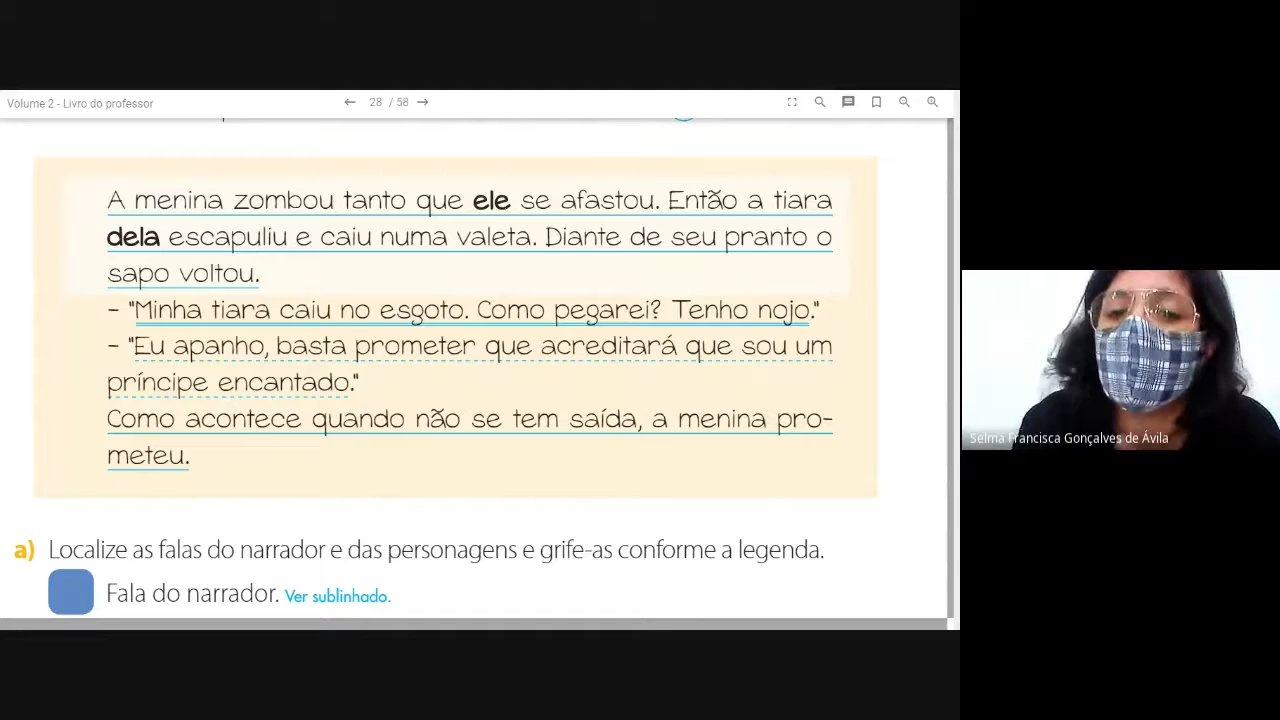 Volume 2 - Livro do professor
28 / 58
A menina zombou tanto que ele se afastou. Então a tiara
dela escapuliu e caiu numa valeta. Diante de seu pranto o
sapo voltou.
- "Minha tiara caiu no esgoto. Como pegarei? Tenho nojo."
- "Eu apanho, basta prometer que acreditará que sou um
príncipe encantado."
Como acontece quando não se tem saída, a menina pro-
meteu.
a) Localize as falas do narrador e das personagens e grife-as conforme a legenda.
Fala do narrador. Ver sublinhado.
Selma Francisca Gonçalves de Ávila